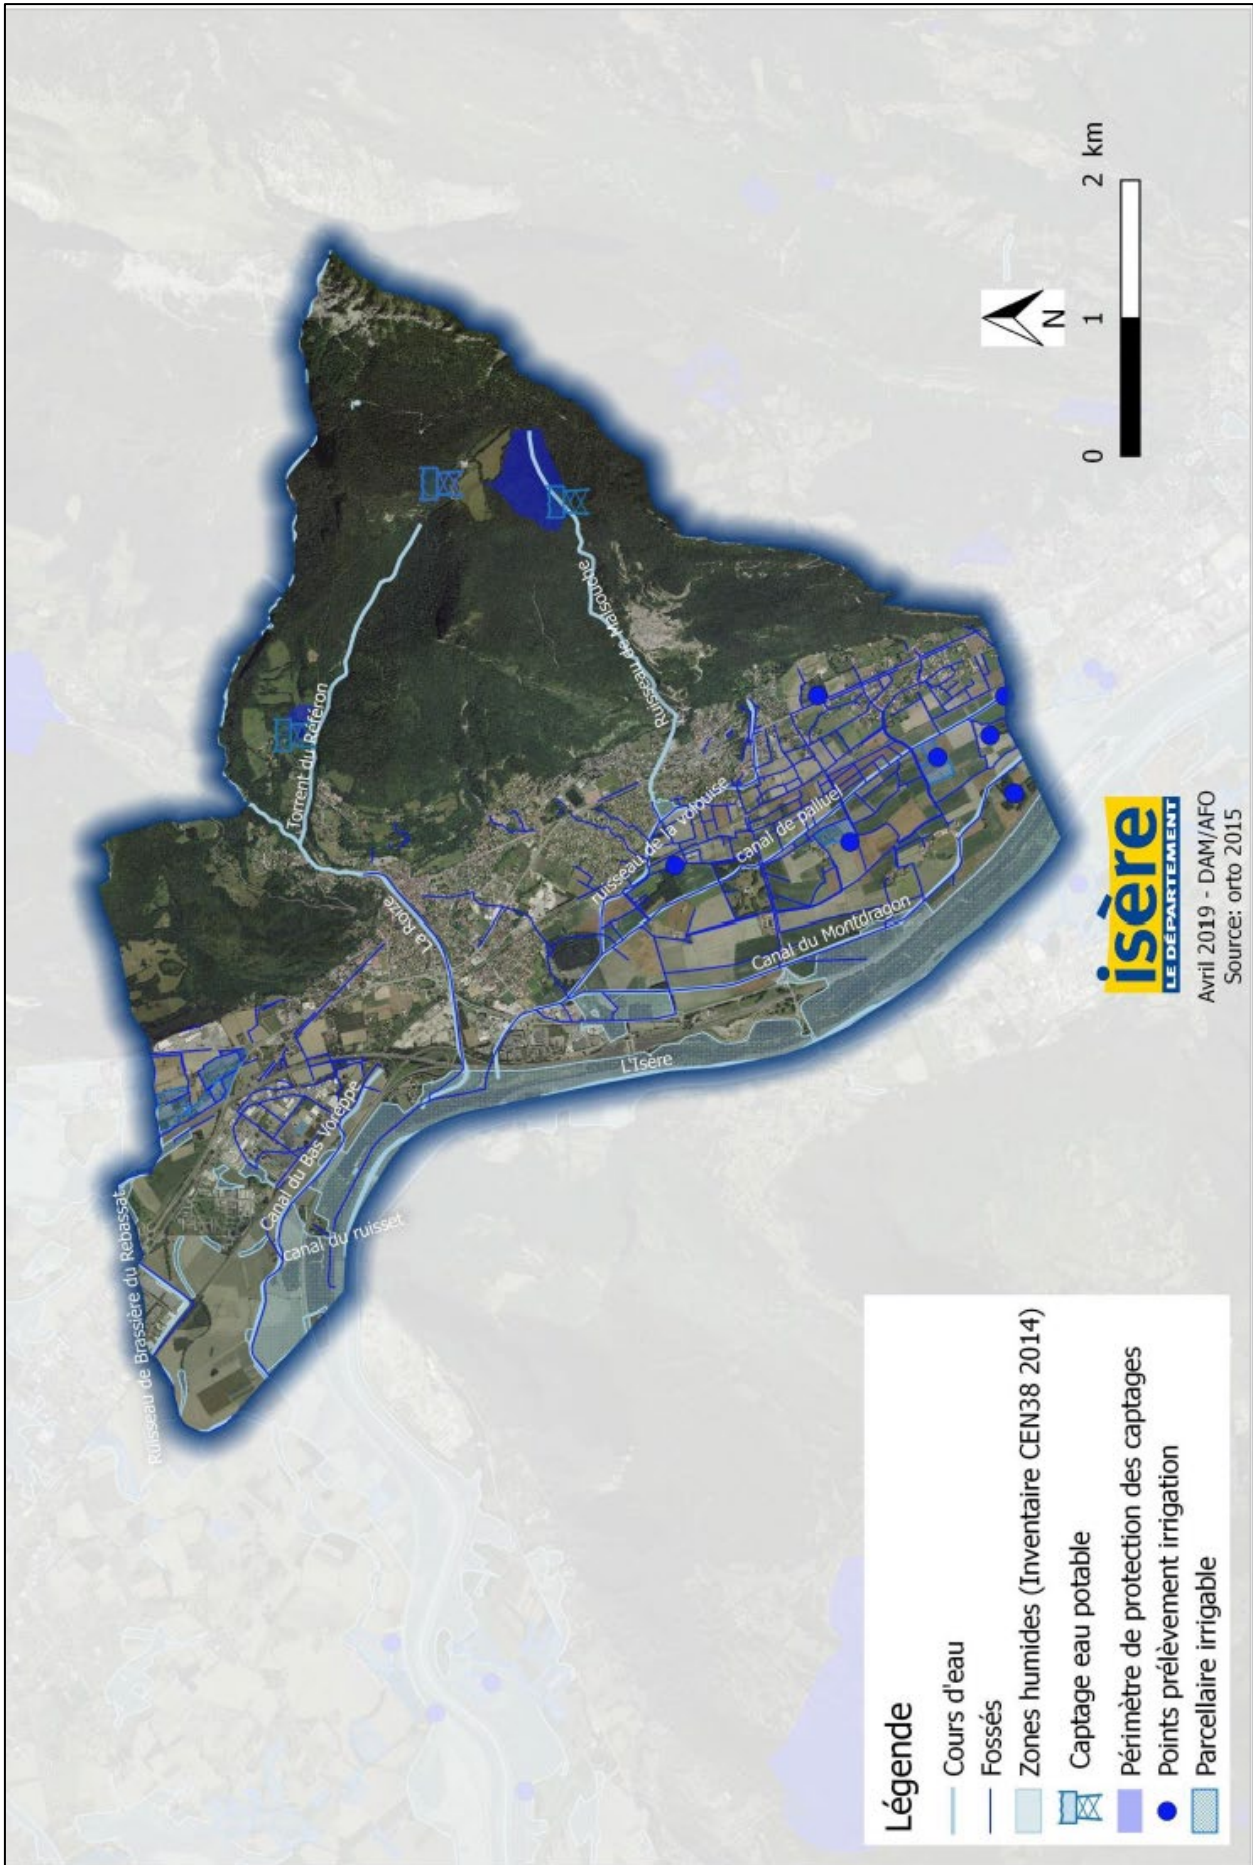 Ruisseau de Brassière du Rebassat
Canal du Bas Voreppe
canal du ruisset
La Roize
Torrent du Référon
L'Isère
Ruisseau de Malsouche
ruisseau de la volouise
canal de palluel
Canal du Montdragon
Légende
Cours d'eau
Fossés
Zones humides (Inventaire CEN38 2014)
Captage eau potable
Périmètre de protection des captages
Points prélèvement irrigation
Parcellaire irrigable
isère
LE DÉPARTEMENT
Avril 2019 - DAM/AFO
Source: orto 2015
N
0 1 2 km